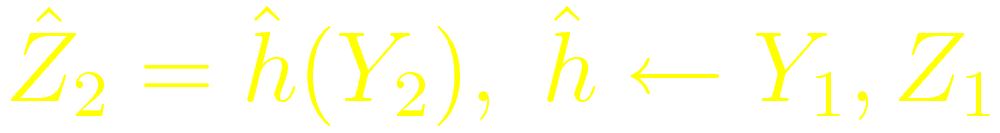 Ẑ₂ = ĥ(Y₂), ĥ ← Y₁, Z₁